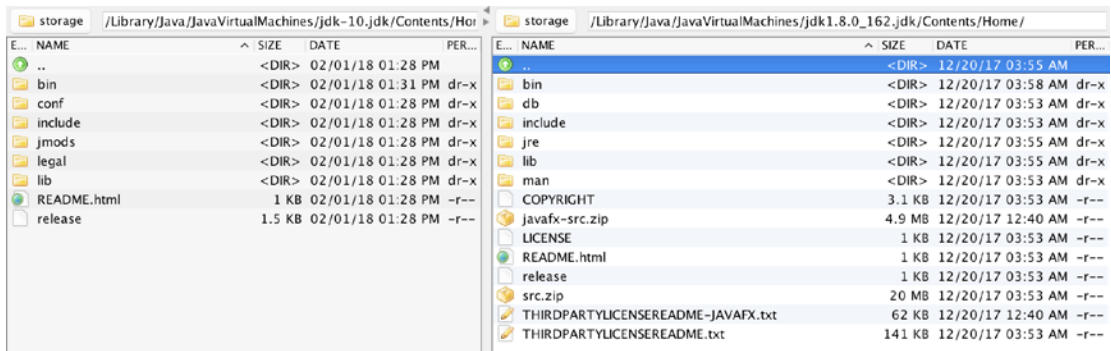 storage /Library/Java/JavaVirtualMachines/jdk-10.jdk/Contents/Hor
E... NAME SIZE DATE PER...
.. <DIR> 02/01/18 01:28 PM
bin <DIR> 02/01/18 01:31 PM dr-x
conf <DIR> 02/01/18 01:28 PM dr-x
include <DIR> 02/01/18 01:28 PM dr-x
jmods <DIR> 02/01/18 01:28 PM dr-x
legal <DIR> 02/01/18 01:28 PM dr-x
lib <DIR> 02/01/18 01:28 PM dr-x
README.html 1 KB 02/01/18 01:28 PM -r--
release 1.5 KB 02/01/18 01:28 PM -r--
storage /Library/Java/JavaVirtualMachines/jdk1.8.0_162.jdk/Contents/Home/
E... NAME SIZE DATE PER...
.. <DIR> 12/20/17 03:55 AM
bin <DIR> 12/20/17 03:58 AM dr-x
db <DIR> 12/20/17 03:53 AM dr-x
include <DIR> 12/20/17 03:53 AM dr-x
jre <DIR> 12/20/17 03:55 AM dr-x
lib <DIR> 12/20/17 03:55 AM dr-x
man <DIR> 12/20/17 03:53 AM dr-x
COPYRIGHT 3.1 KB 12/20/17 03:53 AM -r--
javafx-src.zip 4.9 MB 12/20/17 12:40 AM -r--
LICENSE 1 KB 12/20/17 03:53 AM -r--
README.html 1 KB 12/20/17 03:53 AM -r--
release 1 KB 12/20/17 03:53 AM -r--
src.zip 20 MB 12/20/17 03:53 AM -r--
THIRDPARTYLICENSEREADME-JAVAFX.txt 62 KB 12/20/17 12:40 AM -r--
THIRDPARTYLICENSEREADME.txt 141 KB 12/20/17 03:53 AM -r--